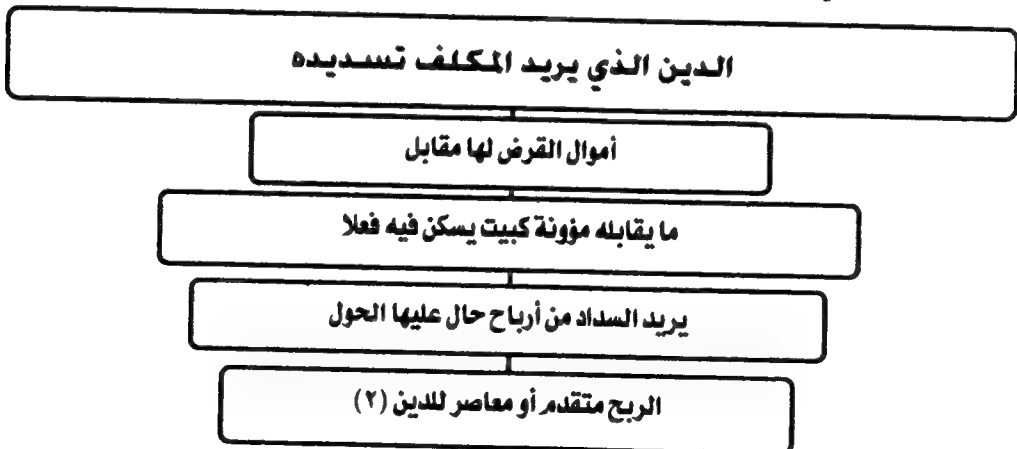 الدين الذي يريد المكلف تسديده
أموال القرض لها مقابل
ما يقابله مؤونة كبيت يسكن فيه فعلا
يريد السداد من أرباح حال عليها الحول
الربح متقدم أو معاصر للدين (٢)